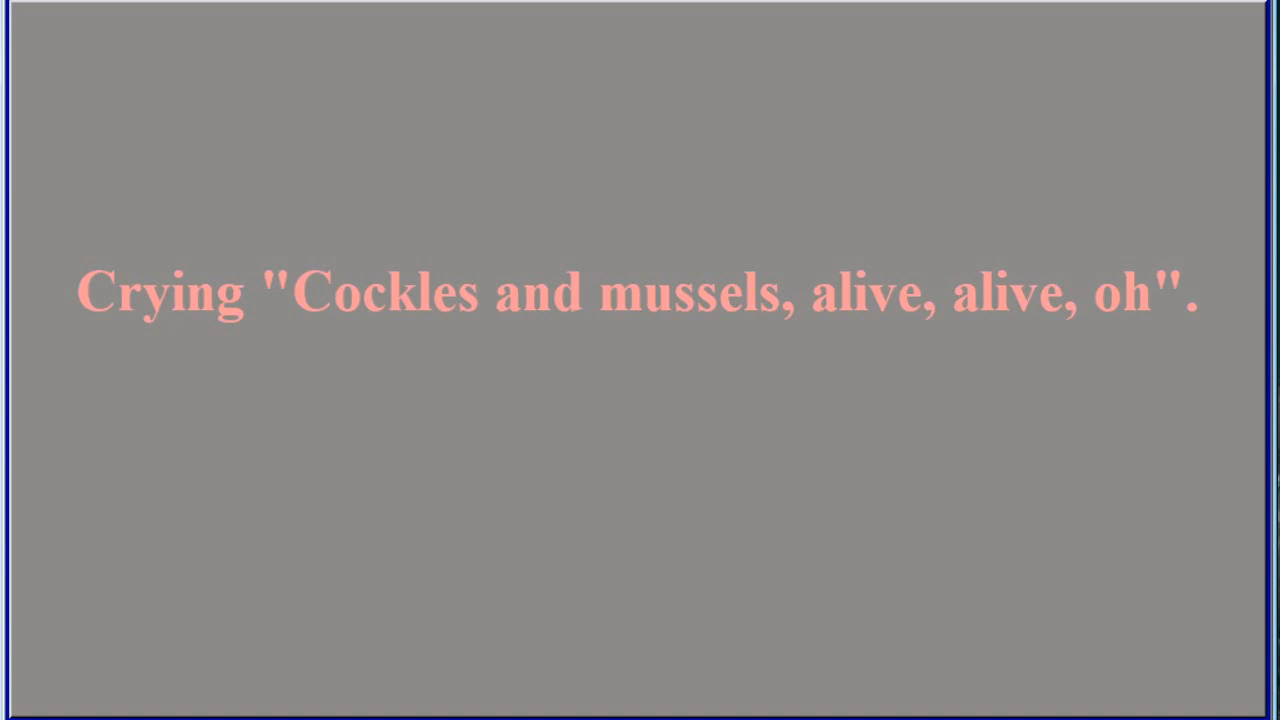 Crying "Cockles and mussels, alive, alive, oh".